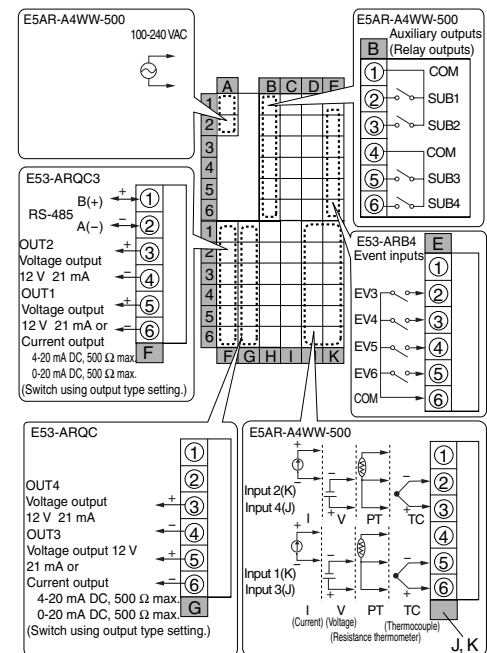 E5AR-A4WW-500
100-240 VAC
E5AR-A4WW-500
Auxiliary outputs
(Relay outputs)
B
1 COM
2 SUB1
3 SUB2
4 COM
5 SUB3
6 SUB4
A B C D E
1
2
3
4
5
6
1
2
3
4
5
6
F G H I J K
E53-ARQC3
RS-485
B(+) + 1
A(−) − 2
OUT2
Voltage output
12 V 21 mA
+ 3
− 4
OUT1
Voltage output
12 V 21 mA or
Current output
+ 5
− 6
4-20 mA DC, 500 Ω max.
0-20 mA DC, 500 Ω max.
F
(Switch using output type setting.)
E53-ARB4
Event inputs
E
1
EV3 2
EV4 3
EV5 4
EV6 5
COM 6
E53-ARQC
1
2
OUT4
Voltage output
12 V 21 mA
+ 3
− 4
OUT3
Voltage output 12 V
21 mA or
Current output
+ 5
− 6
4-20 mA DC, 500 Ω max.
0-20 mA DC, 500 Ω max.
G
(Switch using output type setting.)
E5AR-A4WW-500
1
2
3
4
5
6
Input 2(K)
Input 4(J)
+ − − + − +
I V PT TC
Input 1(K)
Input 3(J)
+ − − + − +
I V PT TC
(Current) (Voltage) (Thermocouple)
(Resistance thermometer)
J, K